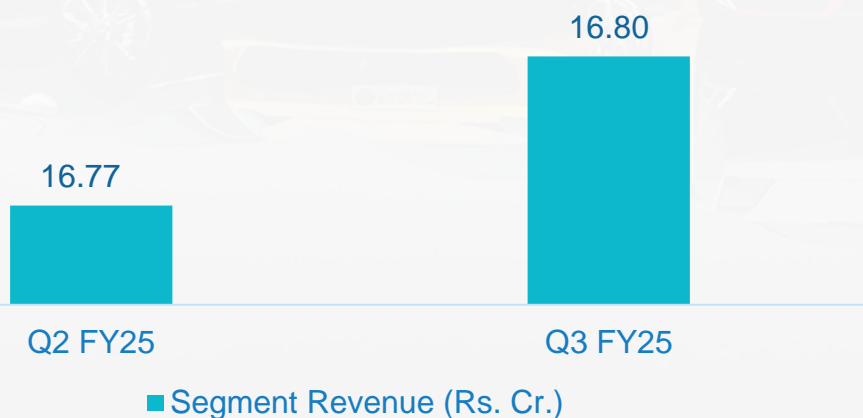 16.80
16.77
Q2 FY25
Q3 FY25
Segment Revenue (Rs. Cr.)